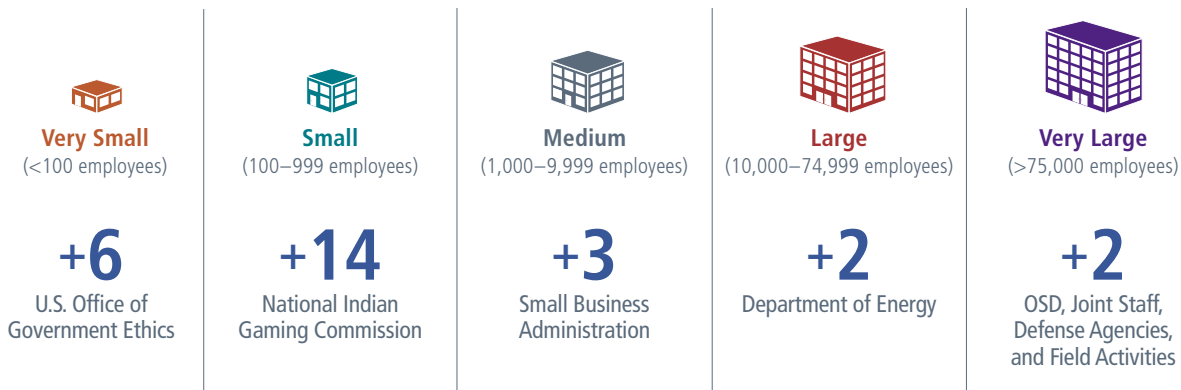 Very Small
(<100 employees)
+6
U.S. Office of
Government Ethics
Small
(100–999 employees)
+14
National Indian
Gaming Commission
Medium
(1,000–9,999 employees)
+3
Small Business
Administration
Large
(10,000–74,999 employees)
+2
Department of Energy
Very Large
(>75,000 employees)
+2
OSD, Joint Staff,
Defense Agencies,
and Field Activities